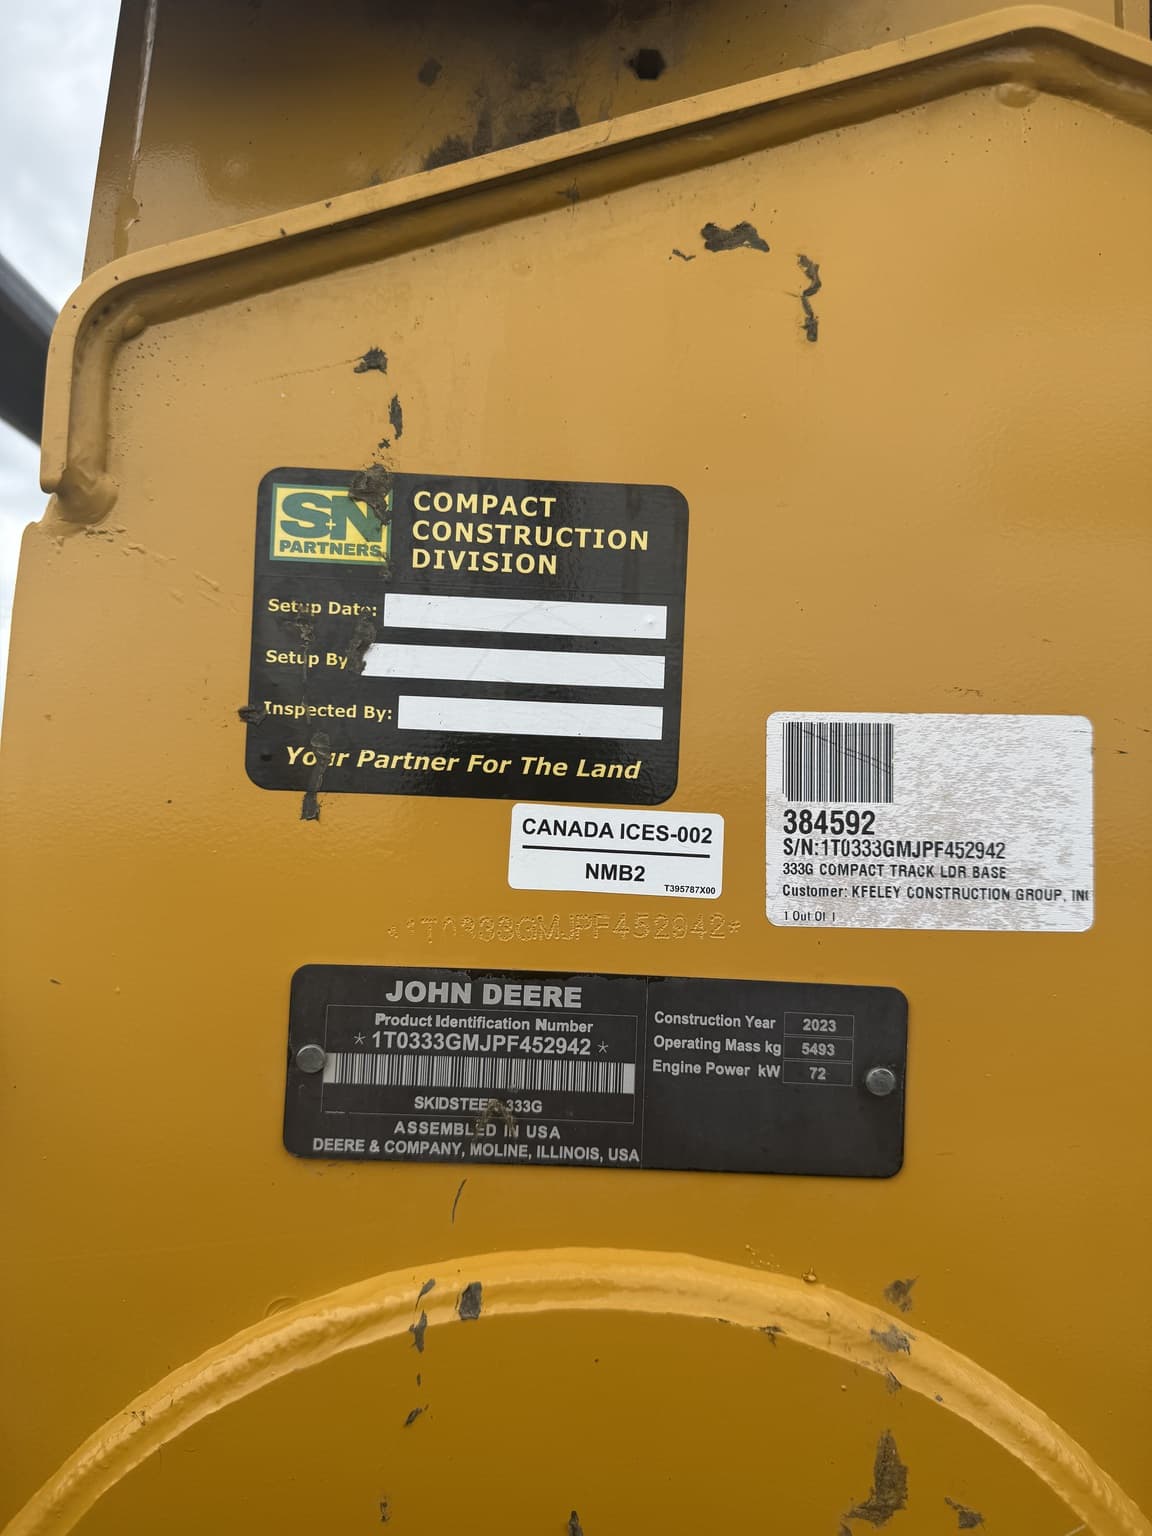 S+N
PARTNERS
COMPACT
CONSTRUCTION
DIVISION
Setup Date:
Setup By
Inspected By:
Your Partner For The Land
CANADA ICES-002
NMB2
T395787X00
384592
S/N:1T0333GMJPF452942
333G COMPACT TRACK LDR BASE
Customer: KFELEY CONSTRUCTION GROUP, IN
1 Out Of 1
*1T0333GMJPF452942*
JOHN DEERE
Product Identification Number
* 1T0333GMJPF452942 *
SKIDSTEER 333G
ASSEMBLED IN USA
DEERE & COMPANY, MOLINE, ILLINOIS, USA
Construction Year 2023
Operating Mass kg 5493
Engine Power kW 72